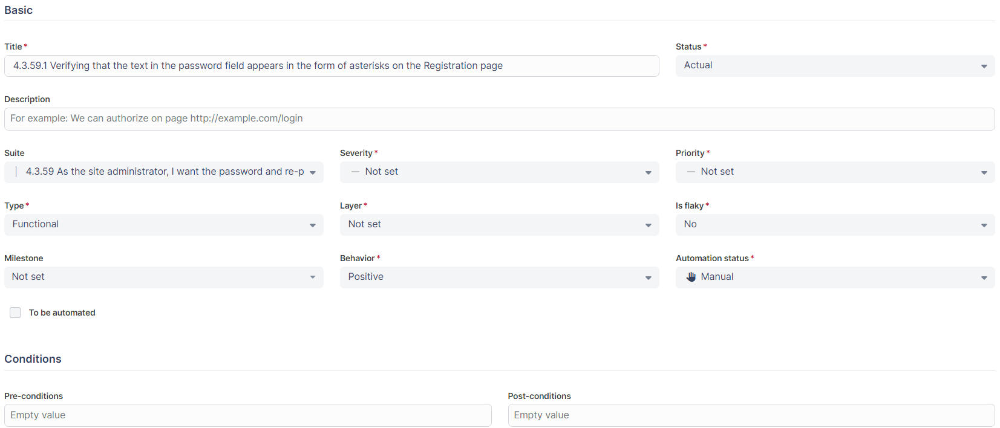 Basic
Title *
Status *
4.3.59.1 Verifying that the text in the password field appears in the form of asterisks on the Registration page
Actual
Description
For example: We can authorize on page http://example.com/login
Suite
Severity *
Priority *
4.3.59 As the site administrator, I want the password and re-p
Not set
Not set
Type *
Layer *
Is flaky *
Functional
Not set
No
Milestone
Behavior *
Automation status *
Not set
Positive
Manual
To be automated
Conditions
Pre-conditions
Post-conditions
Empty value
Empty value